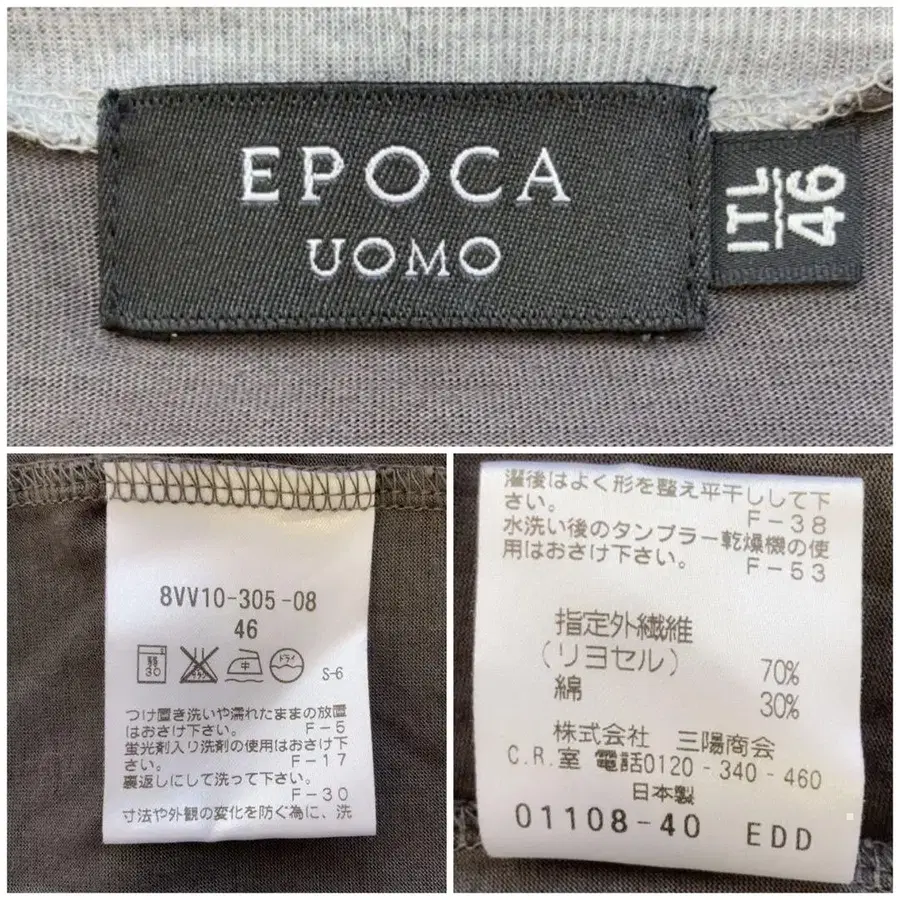 EPOCA
UOMO
ITL
46
8VV10-305-08
46
30
中
ドライ
S-6
つけ置き洗いや濡れたままの放置
はおさけ下さい。 F-5
蛍光剤入り洗剤の使用はおさけ下
さい。 F-17
裏返しにして洗って下さい。
F-30
寸法や外観の変化を防ぐ為に、洗
濯後はよく形を整え平干しして下
さい。 F-38
水洗い後のタンブラー乾燥機の使
用はおさけ下さい。 F-53
指定外繊維
(リヨセル) 70%
綿 30%
株式会社 三陽商会
C.R.室 電話0120-340-460
日本製
01108-40 EDD